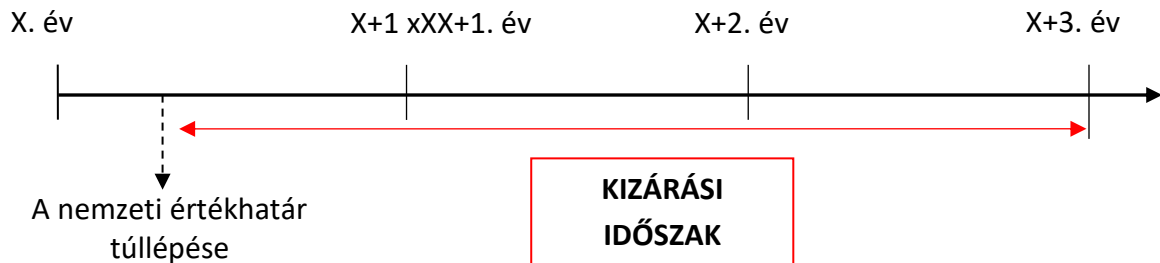 X. év
X+1 xXX+1. év
X+2. év
X+3. év
A nemzeti értékhatár
túllépése
KIZÁRÁSI
IDŐSZAK